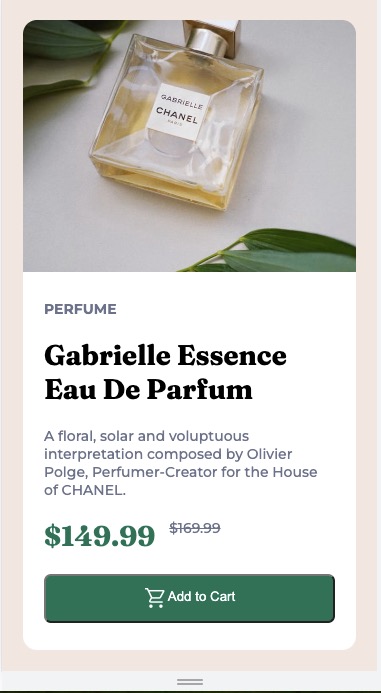 GABRIELLE
CHANEL
PARIS
PERFUME
Gabrielle Essence
Eau De Parfum
A floral, solar and voluptuous
interpretation composed by Olivier
Polge, Perfumer-Creator for the House
of CHANEL.
$149.99 $169.99
Add to Cart